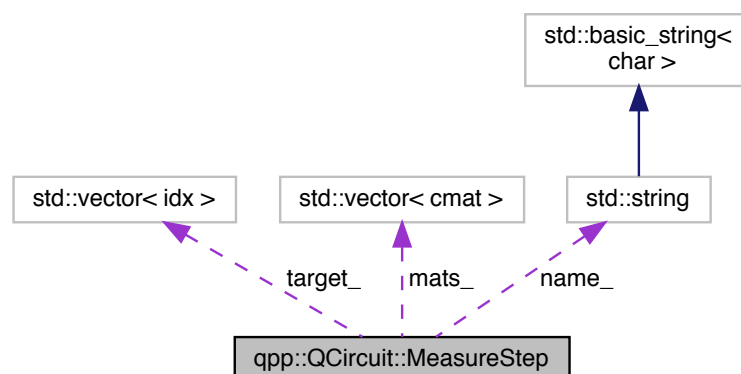 std::basic_string<
char >
std::vector< idx >
std::vector< cmat >
std::string
target_
mats_
name_
qpp::QCircuit::MeasureStep